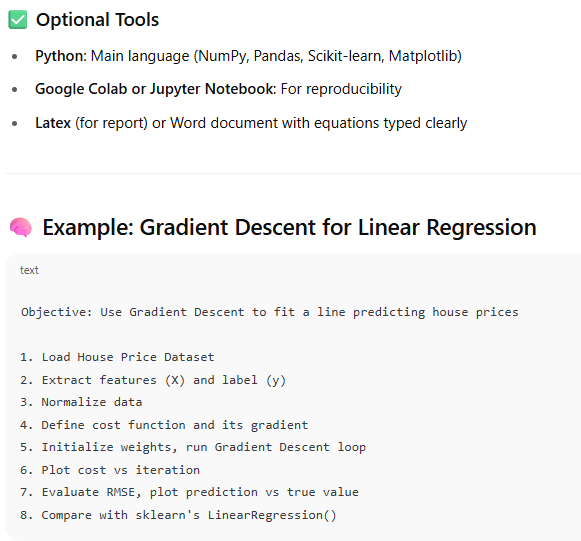 ✅ Optional Tools
• Python: Main language (NumPy, Pandas, Scikit-learn, Matplotlib)
• Google Colab or Jupyter Notebook: For reproducibility
• Latex (for report) or Word document with equations typed clearly
🧠 Example: Gradient Descent for Linear Regression
text
Objective: Use Gradient Descent to fit a line predicting house prices
1. Load House Price Dataset
2. Extract features (X) and label (y)
3. Normalize data
4. Define cost function and its gradient
5. Initialize weights, run Gradient Descent loop
6. Plot cost vs iteration
7. Evaluate RMSE, plot prediction vs true value
8. Compare with sklearn's LinearRegression()